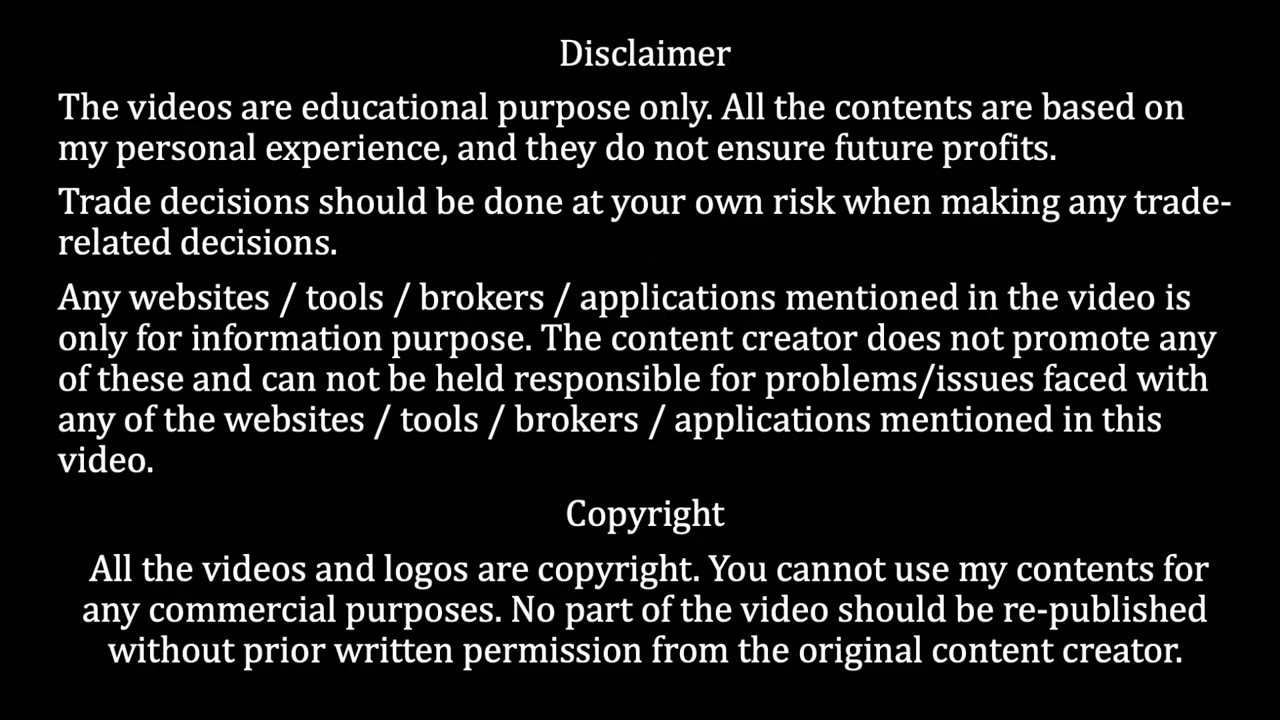 Disclaimer
The videos are educational purpose only. All the contents are based on
my personal experience, and they do not ensure future profits.
Trade decisions should be done at your own risk when making any trade-
related decisions.
Any websites / tools / brokers / applications mentioned in the video is
only for information purpose. The content creator does not promote any
of these and can not be held responsible for problems/issues faced with
any of the websites / tools / brokers / applications mentioned in this
video.
Copyright
All the videos and logos are copyright. You cannot use my contents for
any commercial purposes. No part of the video should be re-published
without prior written permission from the original content creator.